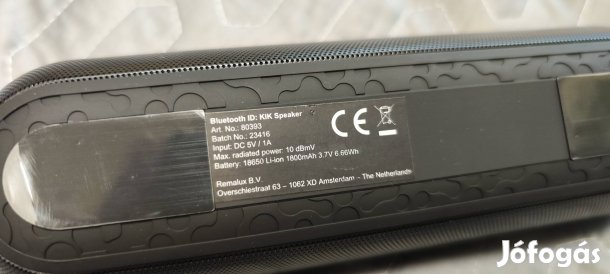 Bluetooth ID: KIK Speaker
Art. No.: 80393
Batch No.: 23416
Input: DC 5V / 1A
Max. radiated power: 10 dBmV
Battery: 18650 Li-ion 1800mAh 3.7V 6.66Wh
CE
Remalux B.V.
Overschiestraat 63 – 1062 XD Amsterdam - The Netherlands
Jófogás